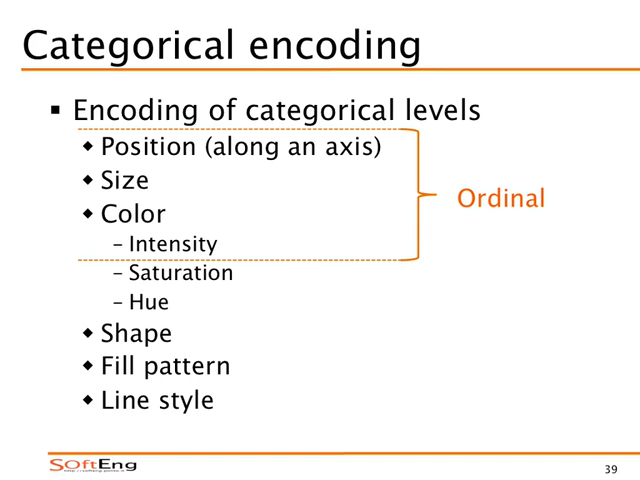 Categorical encoding
▪ Encoding of categorical levels
◆ Position (along an axis)
◆ Size
◆ Color
– Intensity
Ordinal
– Saturation
– Hue
◆ Shape
◆ Fill pattern
◆ Line style
SOftEng
39